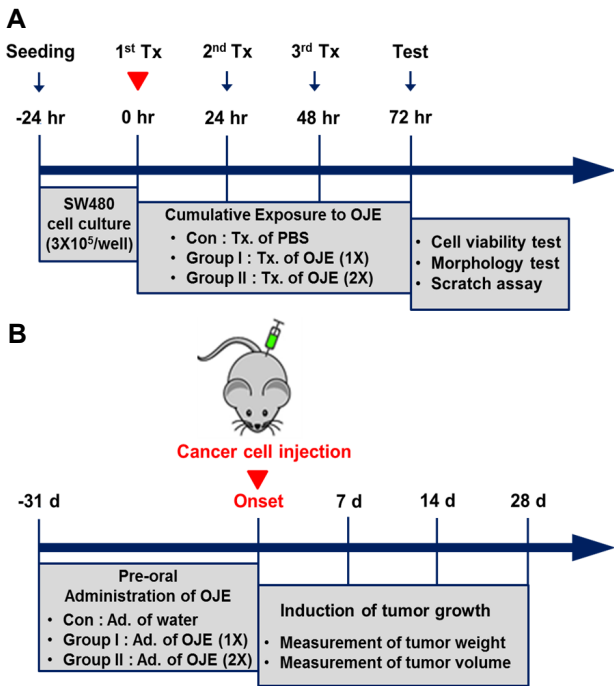 A
Seeding 1st Tx 2nd Tx 3rd Tx Test
-24 hr 0 hr 24 hr 48 hr 72 hr
SW480
cell culture
(3X10⁵/well)
Cumulative Exposure to OJE
• Con : Tx. of PBS
• Group I : Tx. of OJE (1X)
• Group II : Tx. of OJE (2X)
• Cell viability test
• Morphology test
• Scratch assay
B
Cancer cell injection
-31 d Onset 7 d 14 d 28 d
Pre-oral
Administration of OJE
• Con : Ad. of water
• Group I : Ad. of OJE (1X)
• Group II : Ad. of OJE (2X)
Induction of tumor growth
• Measurement of tumor weight
• Measurement of tumor volume